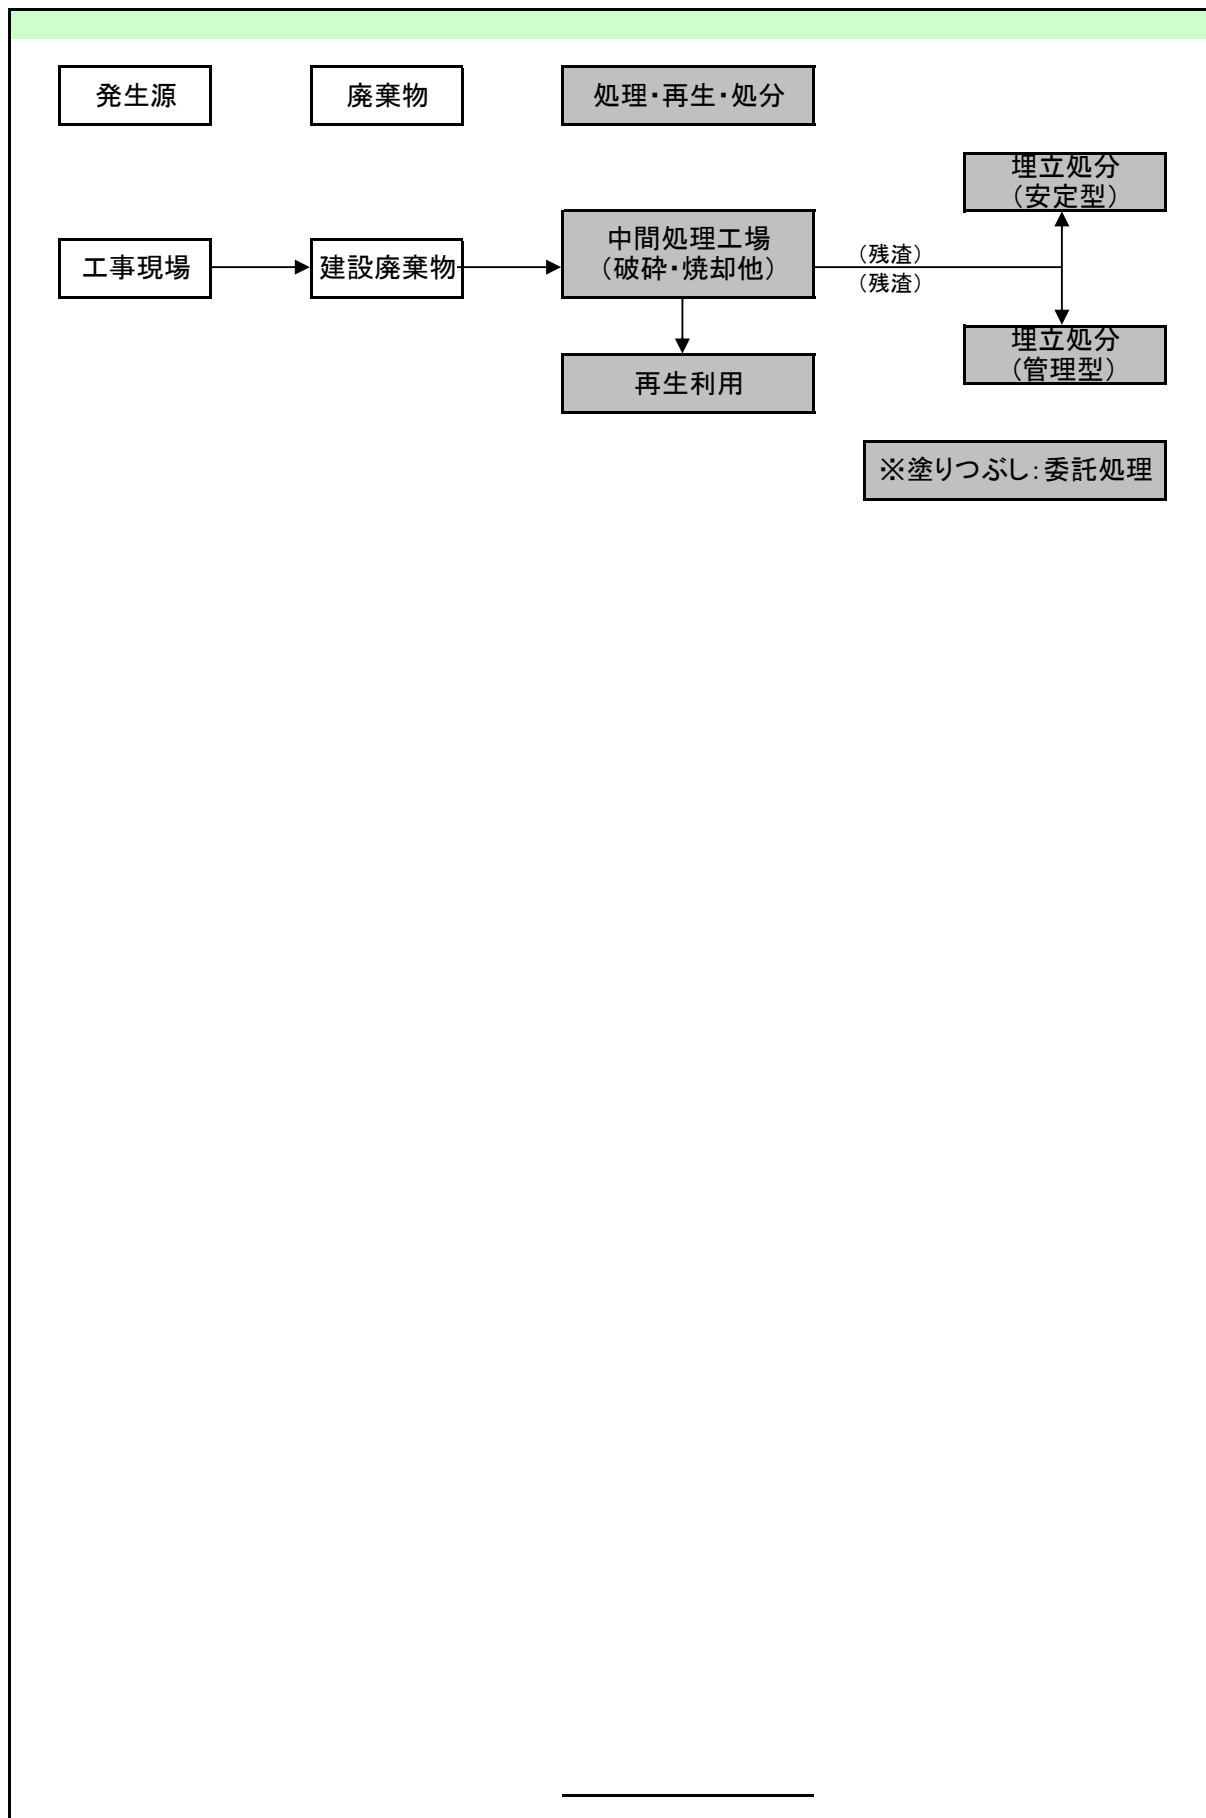 発生源
廃棄物
処理・再生・処分
埋立処分
（安定型）
工事現場
建設廃棄物
中間処理工場
（破砕・焼却他）
（残渣）
（残渣）
埋立処分
（管理型）
再生利用
※塗りつぶし：委託処理